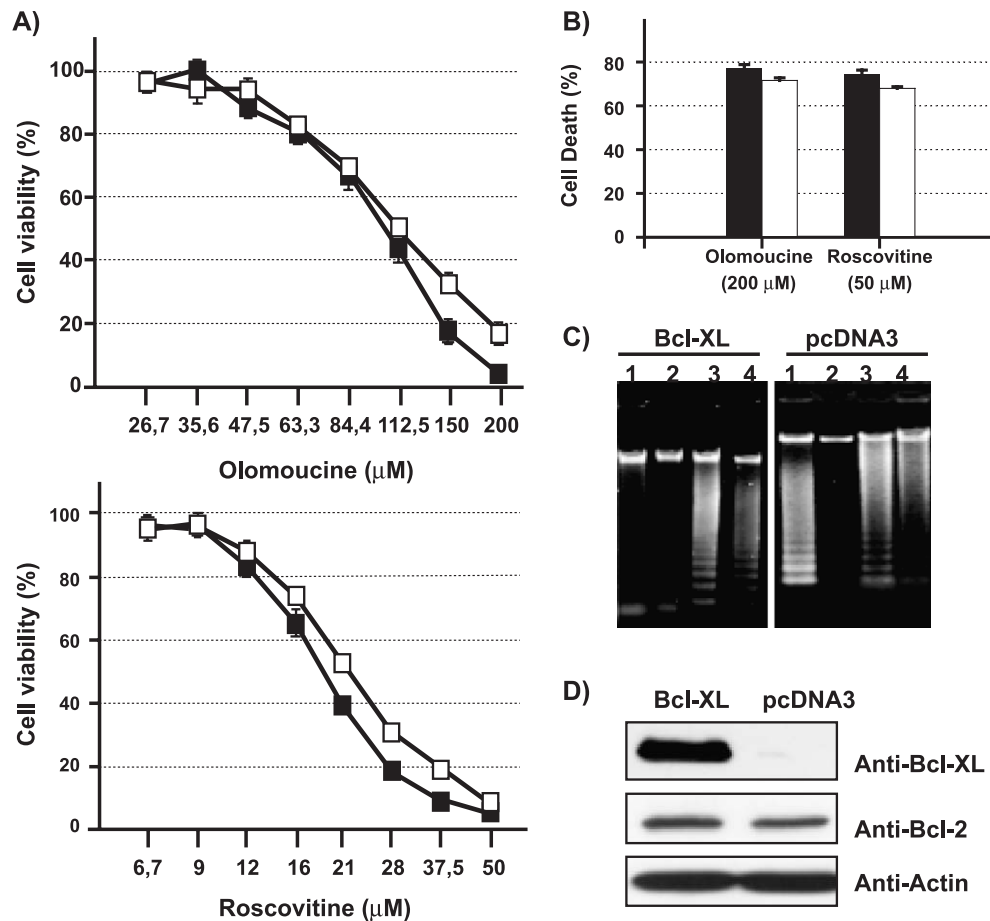 A)
Cell viability (%)
100
80
60
40
20
0
26,7 35,6 47,5 63,3 84,4 112,5 150 200
Olomoucine (µM)
Cell viability (%)
100
80
60
40
20
0
6,7 9 12 16 21 28 37,5 50
Roscovitine (µM)
B)
Cell Death (%)
80
60
40
20
0
Olomoucine Roscovitine
(200 µM) (50 µM)
C)
Bcl-XL pcDNA3
1 2 3 4 1 2 3 4
D)
Bcl-XL pcDNA3
Anti-Bcl-XL
Anti-Bcl-2
Anti-Actin